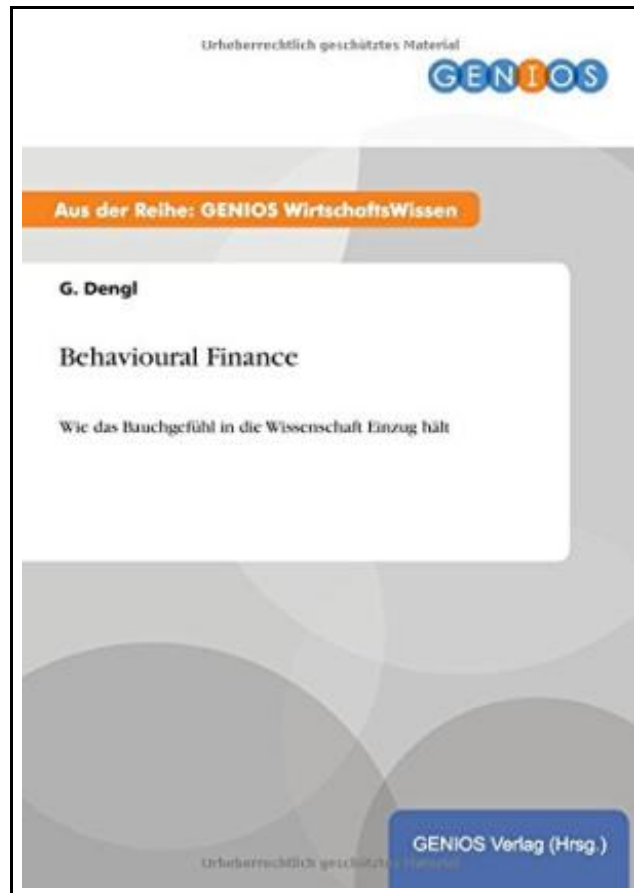 Urheberrechtlich geschütztes Material
GENIOS
Aus der Reihe: GENIOS WirtschaftsWissen
G. Dengl
Behavioural Finance
Wie das Bauchgefühl in die Wissenschaft Einzug hält
GENIOS Verlag (Hrsg.)
Urheberrechtlich geschütztes Material